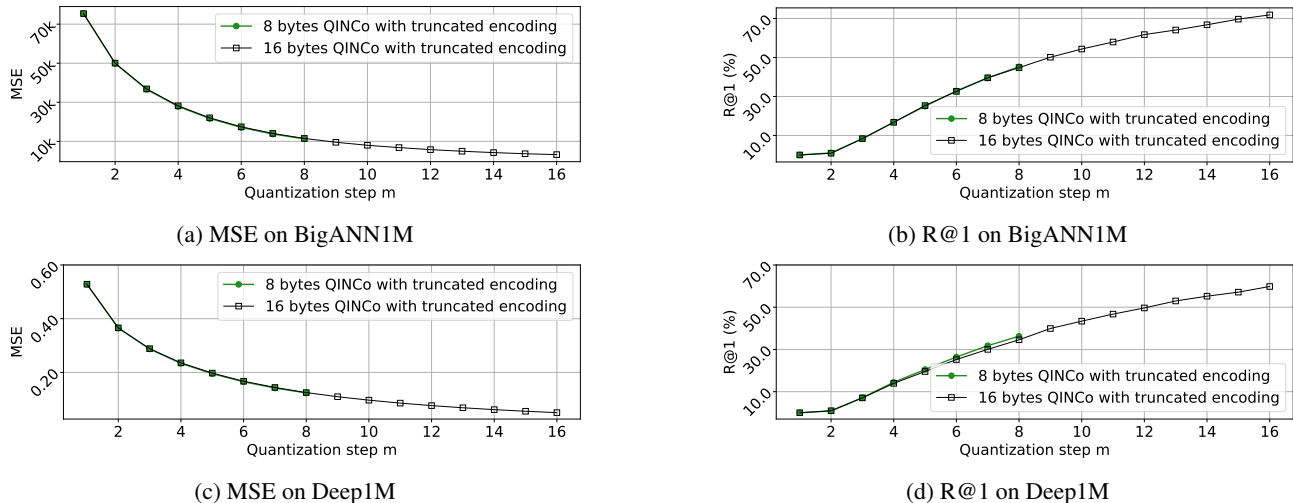 70k
50k
30k
10k
MSE
8 bytes QINCo with truncated encoding
16 bytes QINCo with truncated encoding
2 4 6 8 10 12 14 16
Quantization step m
(a) MSE on BigANN1M
70.0
50.0
30.0
10.0
R@1 (%)
8 bytes QINCo with truncated encoding
16 bytes QINCo with truncated encoding
2 4 6 8 10 12 14 16
Quantization step m
(b) R@1 on BigANN1M
0.60
0.40
0.20
MSE
8 bytes QINCo with truncated encoding
16 bytes QINCo with truncated encoding
2 4 6 8 10 12 14 16
Quantization step m
(c) MSE on Deep1M
70.0
50.0
30.0
10.0
R@1 (%)
8 bytes QINCo with truncated encoding
16 bytes QINCo with truncated encoding
2 4 6 8 10 12 14 16
Quantization step m
(d) R@1 on Deep1M